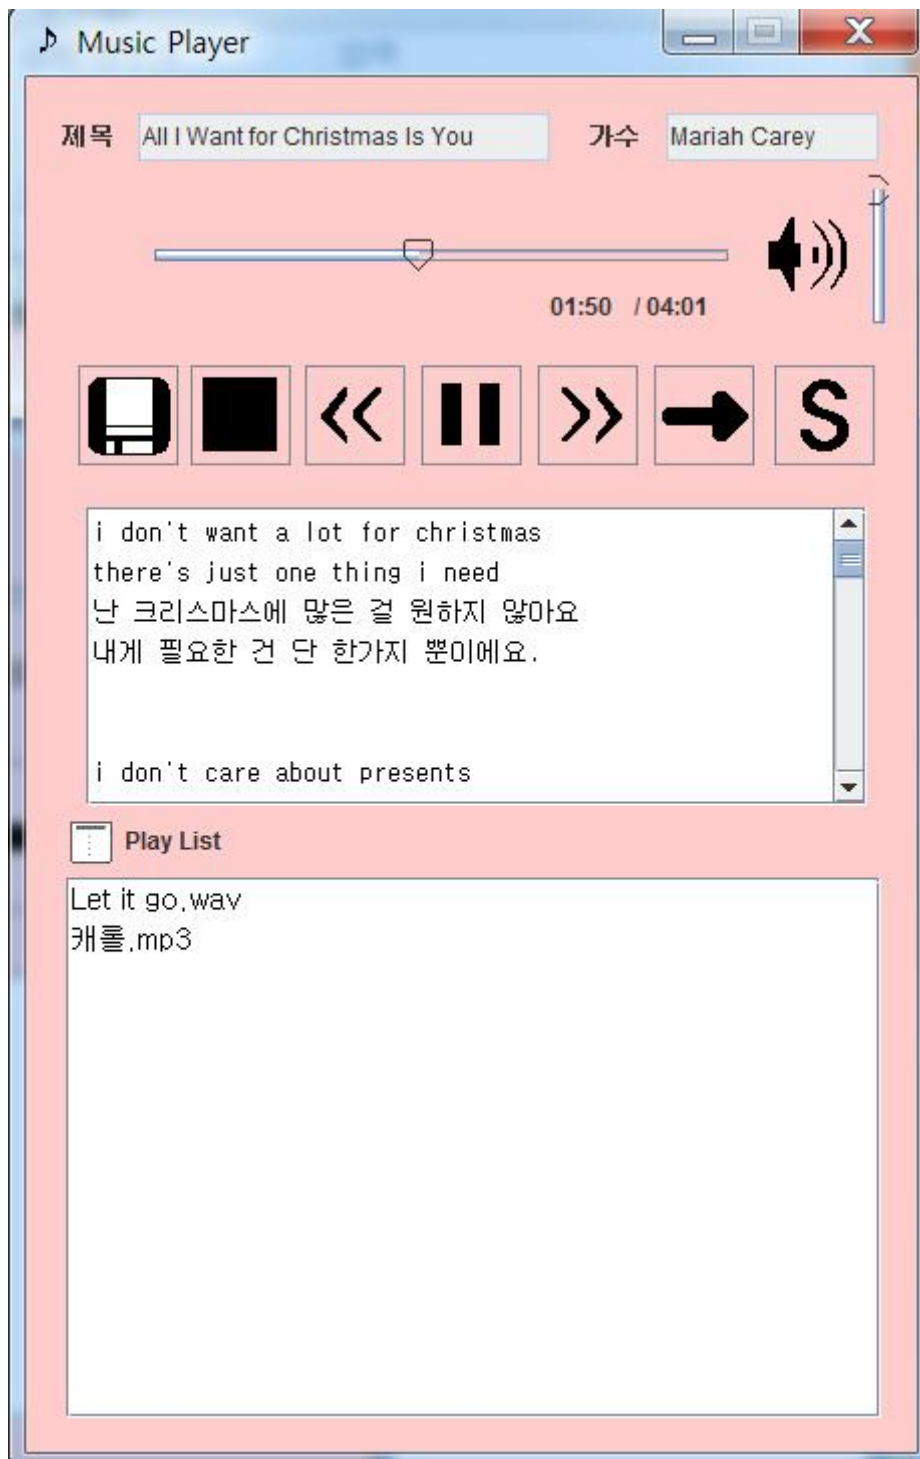 Music Player
제목 All I Want for Christmas Is You 가수 Mariah Carey
01:50 / 04:01
S
i don't want a lot for christmas
there's just one thing i need
난 크리스마스에 많은 걸 원하지 않아요
내게 필요한 건 단 한가지 뿐이에요.
i don't care about presents
Play List
Let it go.wav
캐롤.mp3